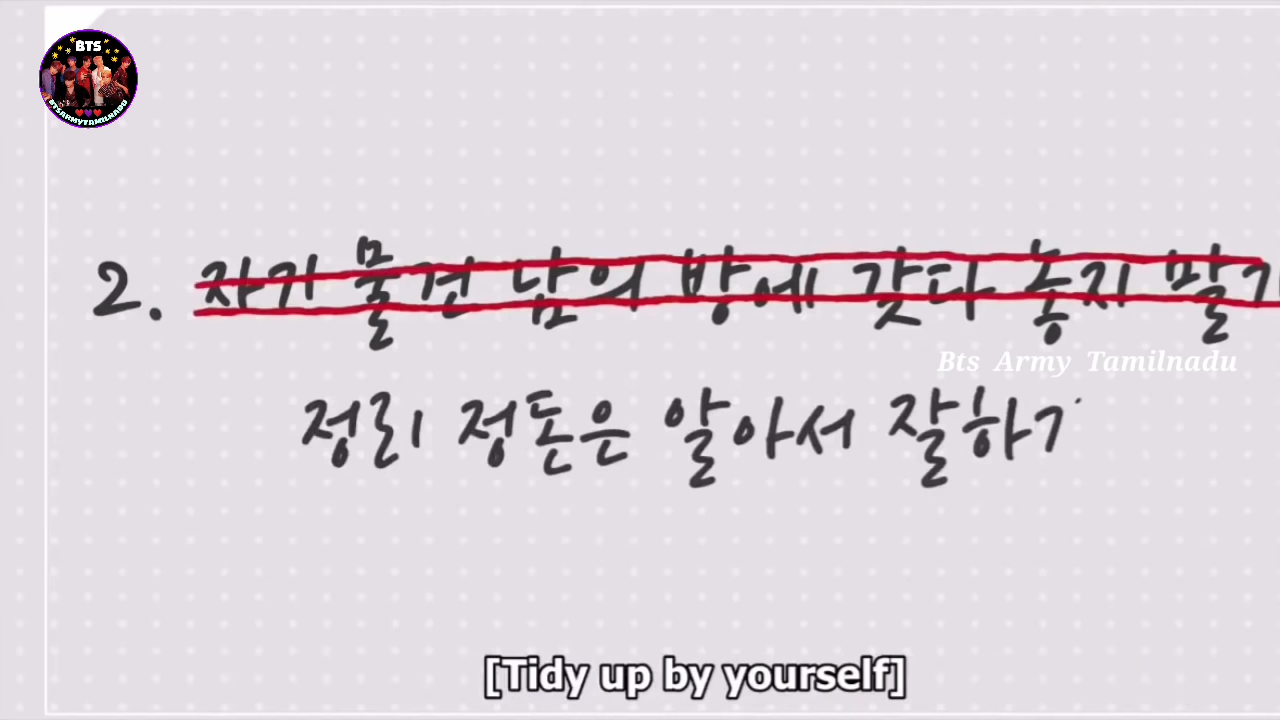 BTS
BTSARMYTAMILNADU
2. 자기 물건 남의 방에 갖다 놓지 말기
Bts Army Tamilnadu
정리 정돈은 알아서 잘하기
[Tidy up by yourself]